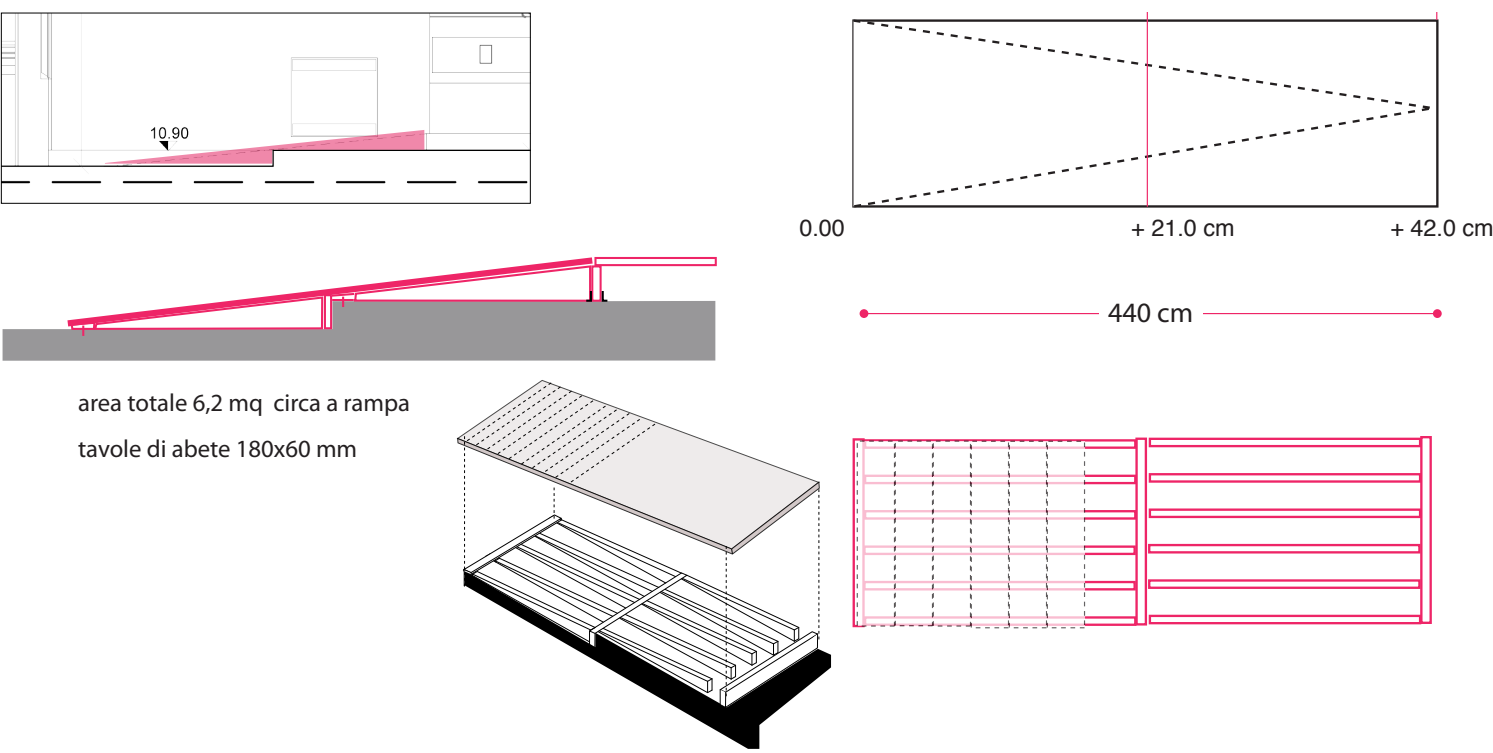 10.90
0.00
+ 21.0 cm
+ 42.0 cm
440 cm
area totale 6,2 mq circa a rampa
tavole di abete 180x60 mm